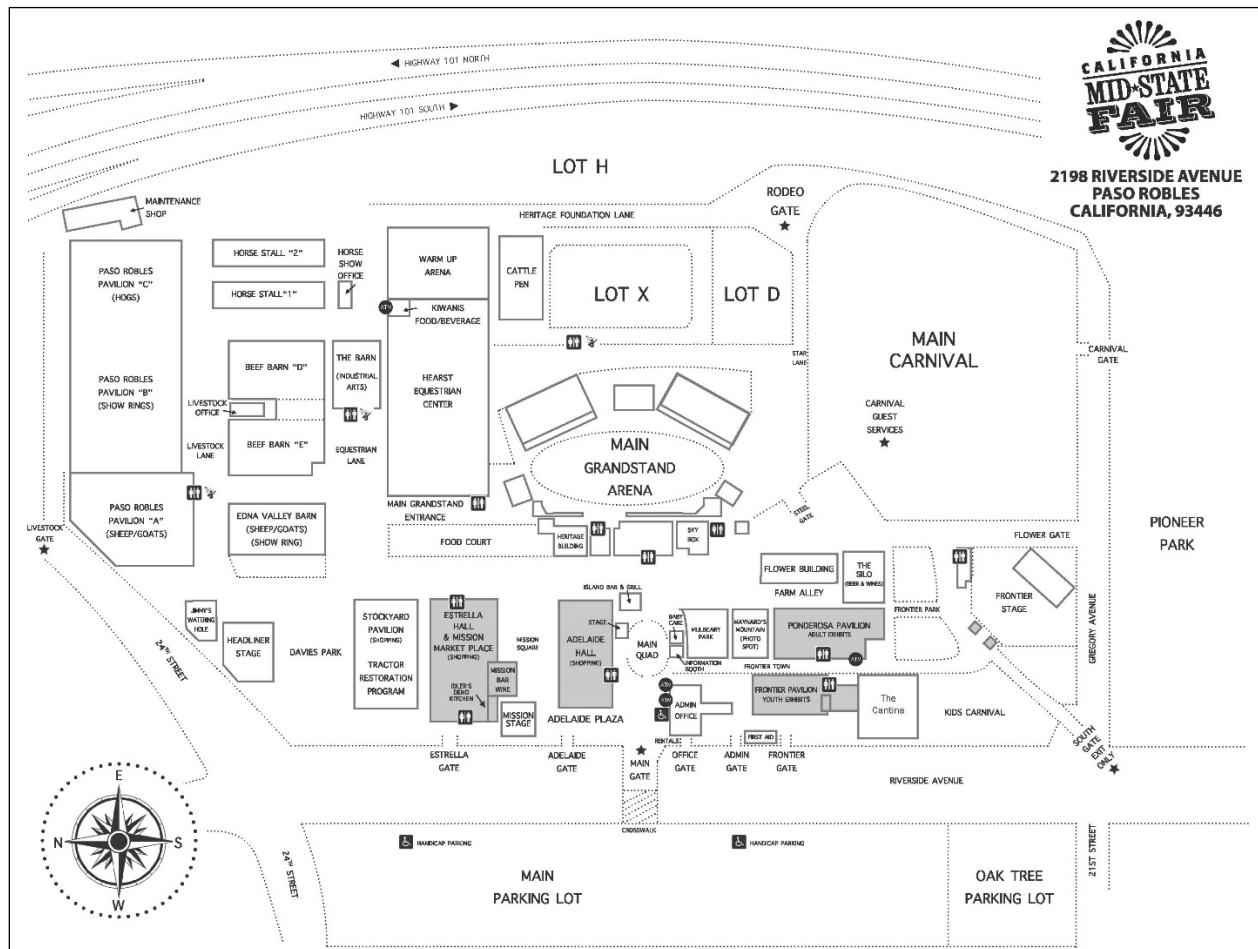 HIGHWAY 101 NORTH
HIGHWAY 101 SOUTH
CALIFORNIA
MID STATE
FAIR
2198 RIVERSIDE AVENUE
PASO ROBLES
CALIFORNIA, 93446
LOT H
RODEO
GATE
MAINTENANCE
SHOP
HERITAGE FOUNDATION LANE
PASO ROBLES
PAVILION "C"
(HOGS)
HORSE STALL "2"
HORSE
SHOW
OFFICE
HORSE STALL"1"
WARM UP
ARENA
CATTLE
PEN
LOT X
LOT D
ATM
KIWANIS
FOOD/BEVERAGE
MAIN
CARNIVAL
STAR
LANE
CARNIVAL
GATE
PASO ROBLES
PAVILION "B"
(SHOW RINGS)
BEEF BARN "D"
THE BARN
(INDUSTRIAL
ARTS)
HEARST
EQUESTRIAN
CENTER
LIVESTOCK
OFFICE
CARNIVAL
GUEST
SERVICES
LIVESTOCK
LANE
BEEF BARN "E"
EQUESTRIAN
LANE
MAIN
GRANDSTAND
ARENA
PASO ROBLES
PAVILION "A"
(SHEEP/GOATS)
EDNA VALLEY BARN
(SHEEP/GOATS)
(SHOW RING)
MAIN GRANDSTAND
ENTRANCE
FOOD COURT
HERITAGE
BUILDING
SKY
BOX
STEEL
GATE
LIVESTOCK
GATE
FLOWER GATE
PIONEER
PARK
FLOWER BUILDING
FARM ALLEY
THE
SILO
(BEER & WINES)
FRONTIER PARK
FRONTIER
STAGE
GREGORY AVENUE
JIMMY'S
WATERING
HOLE
HEADLINER
STAGE
DAVIES PARK
STOCKYARD
PAVILION
(SHOPPING)
TRACTOR
RESTORATION
PROGRAM
ESTRELLA
HALL
& MISSION
MARKET PLACE
(SHOPPING)
MISSION
SQUARE
IDLER'S
DEMO
KITCHEN
MISSION
BAR
WINE
MISSION
STAGE
ISLAND BAR & GRILL
STAGE
ADELAIDE
HALL
(SHOPPING)
ADELAIDE PLAZA
MAIN
QUAD
BABY
CARE
INFORMATION
BOOTH
MULBEARY
PARK
MAYNARD'S
MOUNTAIN
(PHOTO
SPOT)
FRONTIER TOWN
PONDEROSA PAVILION
ADULT EXHIBITS
ATM
FRONTIER PAVILION
YOUTH EXHIBITS
The
Cantina
KIDS CARNIVAL
ATM
ATM
ADMIN
OFFICE
RENTALS
FIRST AID
24TH STREET
ESTRELLA
GATE
ADELAIDE
GATE
MAIN
GATE
OFFICE
GATE
ADMIN
GATE
FRONTIER
GATE
SOUTH
GATE
EXIT
ONLY
RIVERSIDE AVENUE
CROSSWALK
E
N
S
W
24TH STREET
HANDICAP PARKING
HANDICAP PARKING
MAIN
PARKING LOT
OAK TREE
PARKING LOT
21ST STREET